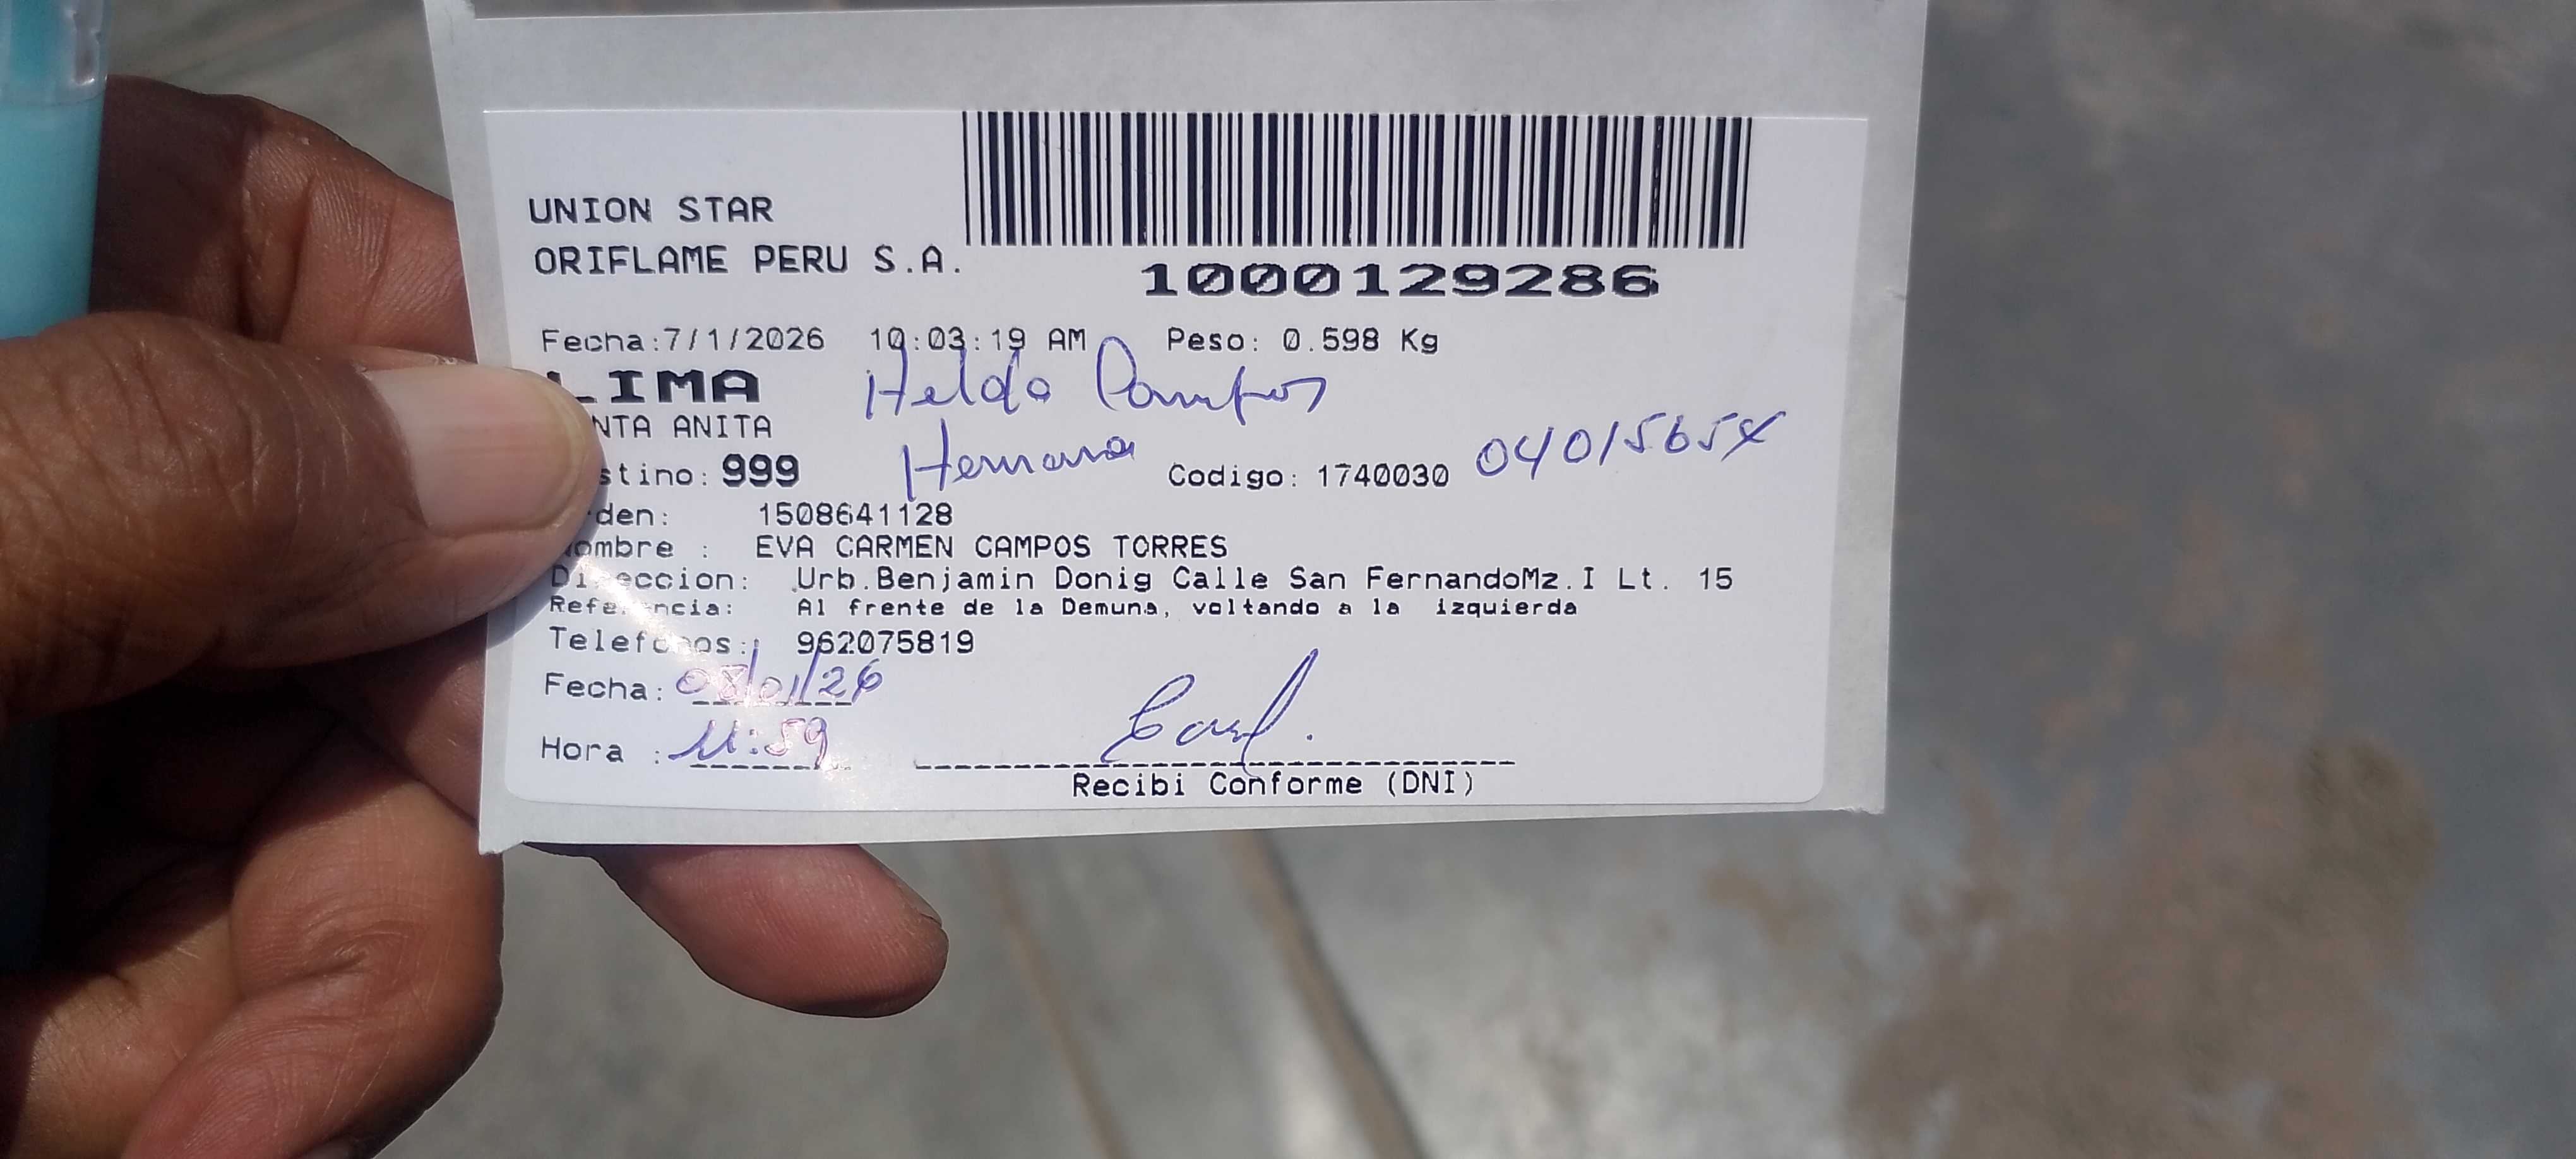 UNION STAR
ORIFLAME PERU S.A.
1000129286
Fecha:7/1/2026 10:03:19 AM Peso: 0.598 Kg
LIMA Helda Campos
NTA ANITA
Hermana
stino: 999 Codigo: 1740030 04015654
den: 1508641128
ombre : EVA CARMEN CAMPOS TORRES
Direccion: Urb.Benjamin Donig Calle San FernandoMz.I Lt. 15
Referencia: Al frente de la Demuna, voltando a la izquierda
Telefonos: 962075819
Fecha: 08/01/26
Hora : 11:59
Recibi Conforme (DNI)